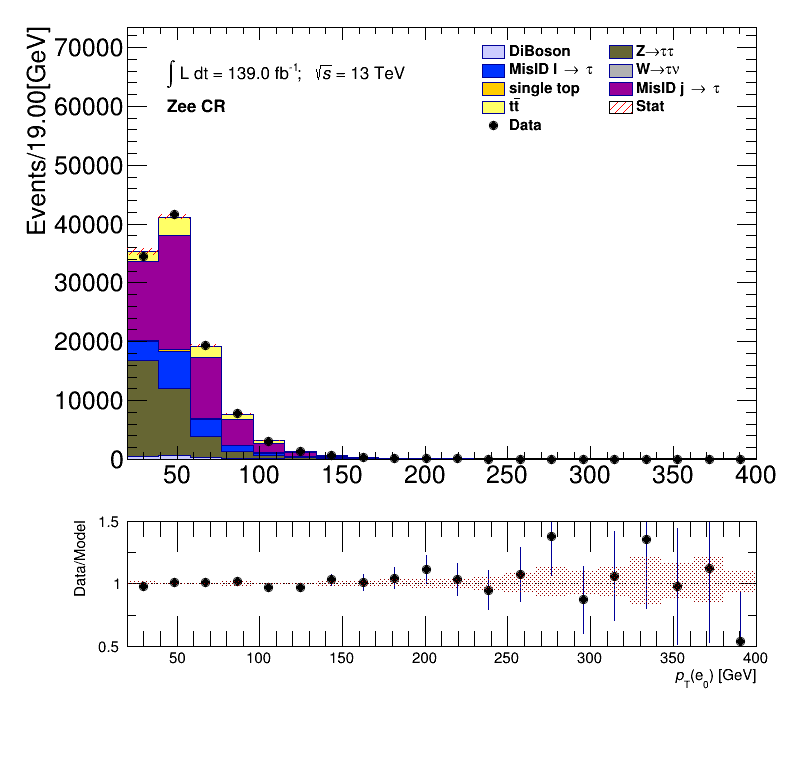 Events/19.00[GeV]
70000
60000
50000
40000
30000
20000
10000
0
∫ L dt = 139.0 fb⁻¹; √s = 13 TeV
Zee CR
DiBoson
MisID l → τ
single top
tt̄
Data
Z→ττ
W→τν
MisID j → τ
Stat
50 100 150 200 250 300 350 400
Data/Model
1.5
1
0.5
50 100 150 200 250 300 350 400
p_T(e_0) [GeV]